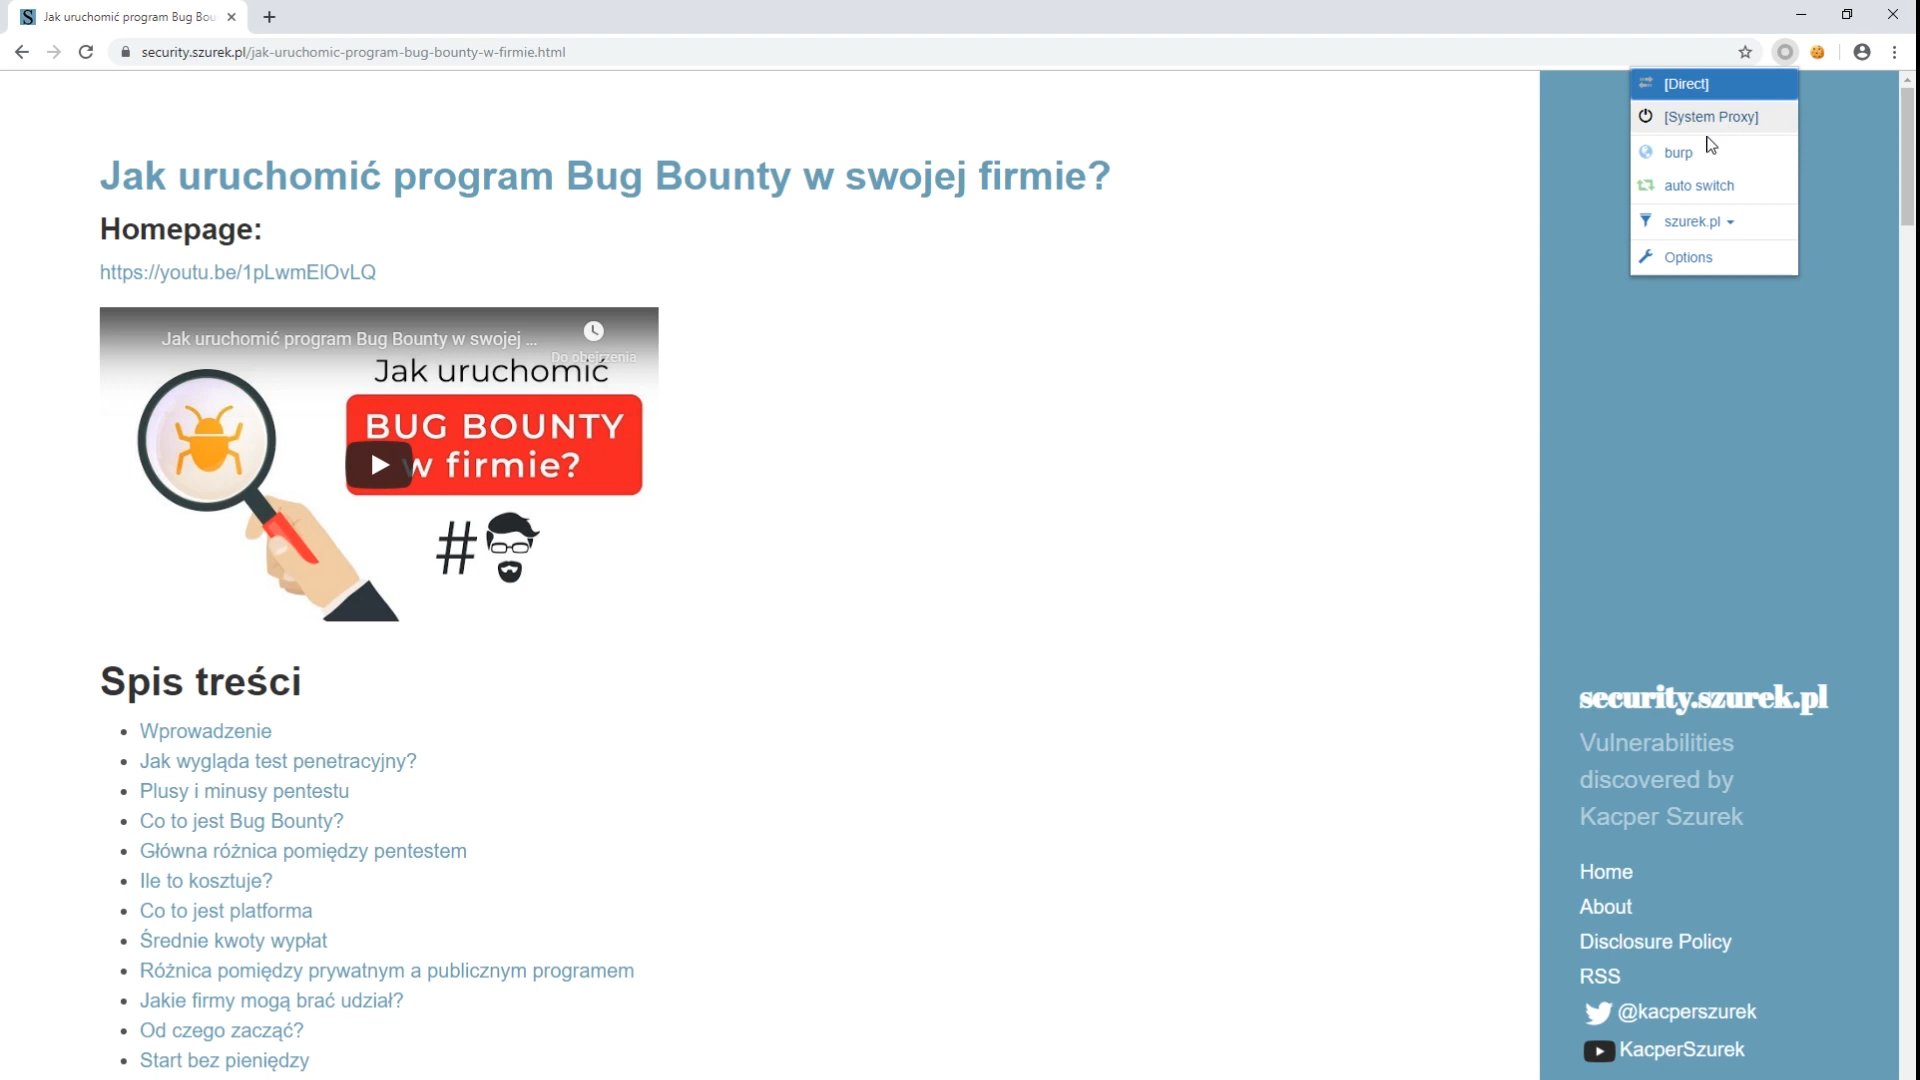 Jak uruchomić program Bug Bou
security.szurek.pl/jak-uruchomic-program-bug-bounty-w-firmie.html
[Direct]
[System Proxy]
burp
auto switch
szurek.pl
Options
Jak uruchomić program Bug Bounty w swojej firmie?
Homepage:
https://youtu.be/1pLwmEIOvLQ
Jak uruchomić program Bug Bounty w swojej ...
Do obejrzenia
Jak uruchomić
BUG BOUNTY
w firmie?
#
Spis treści
Wprowadzenie
Jak wygląda test penetracyjny?
Plusy i minusy pentestu
Co to jest Bug Bounty?
Główna różnica pomiędzy pentestem
Ile to kosztuje?
Co to jest platforma
Średnie kwoty wypłat
Różnica pomiędzy prywatnym a publicznym programem
Jakie firmy mogą brać udział?
Od czego zacząć?
Start bez pieniędzy
security.szurek.pl
Vulnerabilities
discovered by
Kacper Szurek
Home
About
Disclosure Policy
RSS
@kacperszurek
KacperSzurek